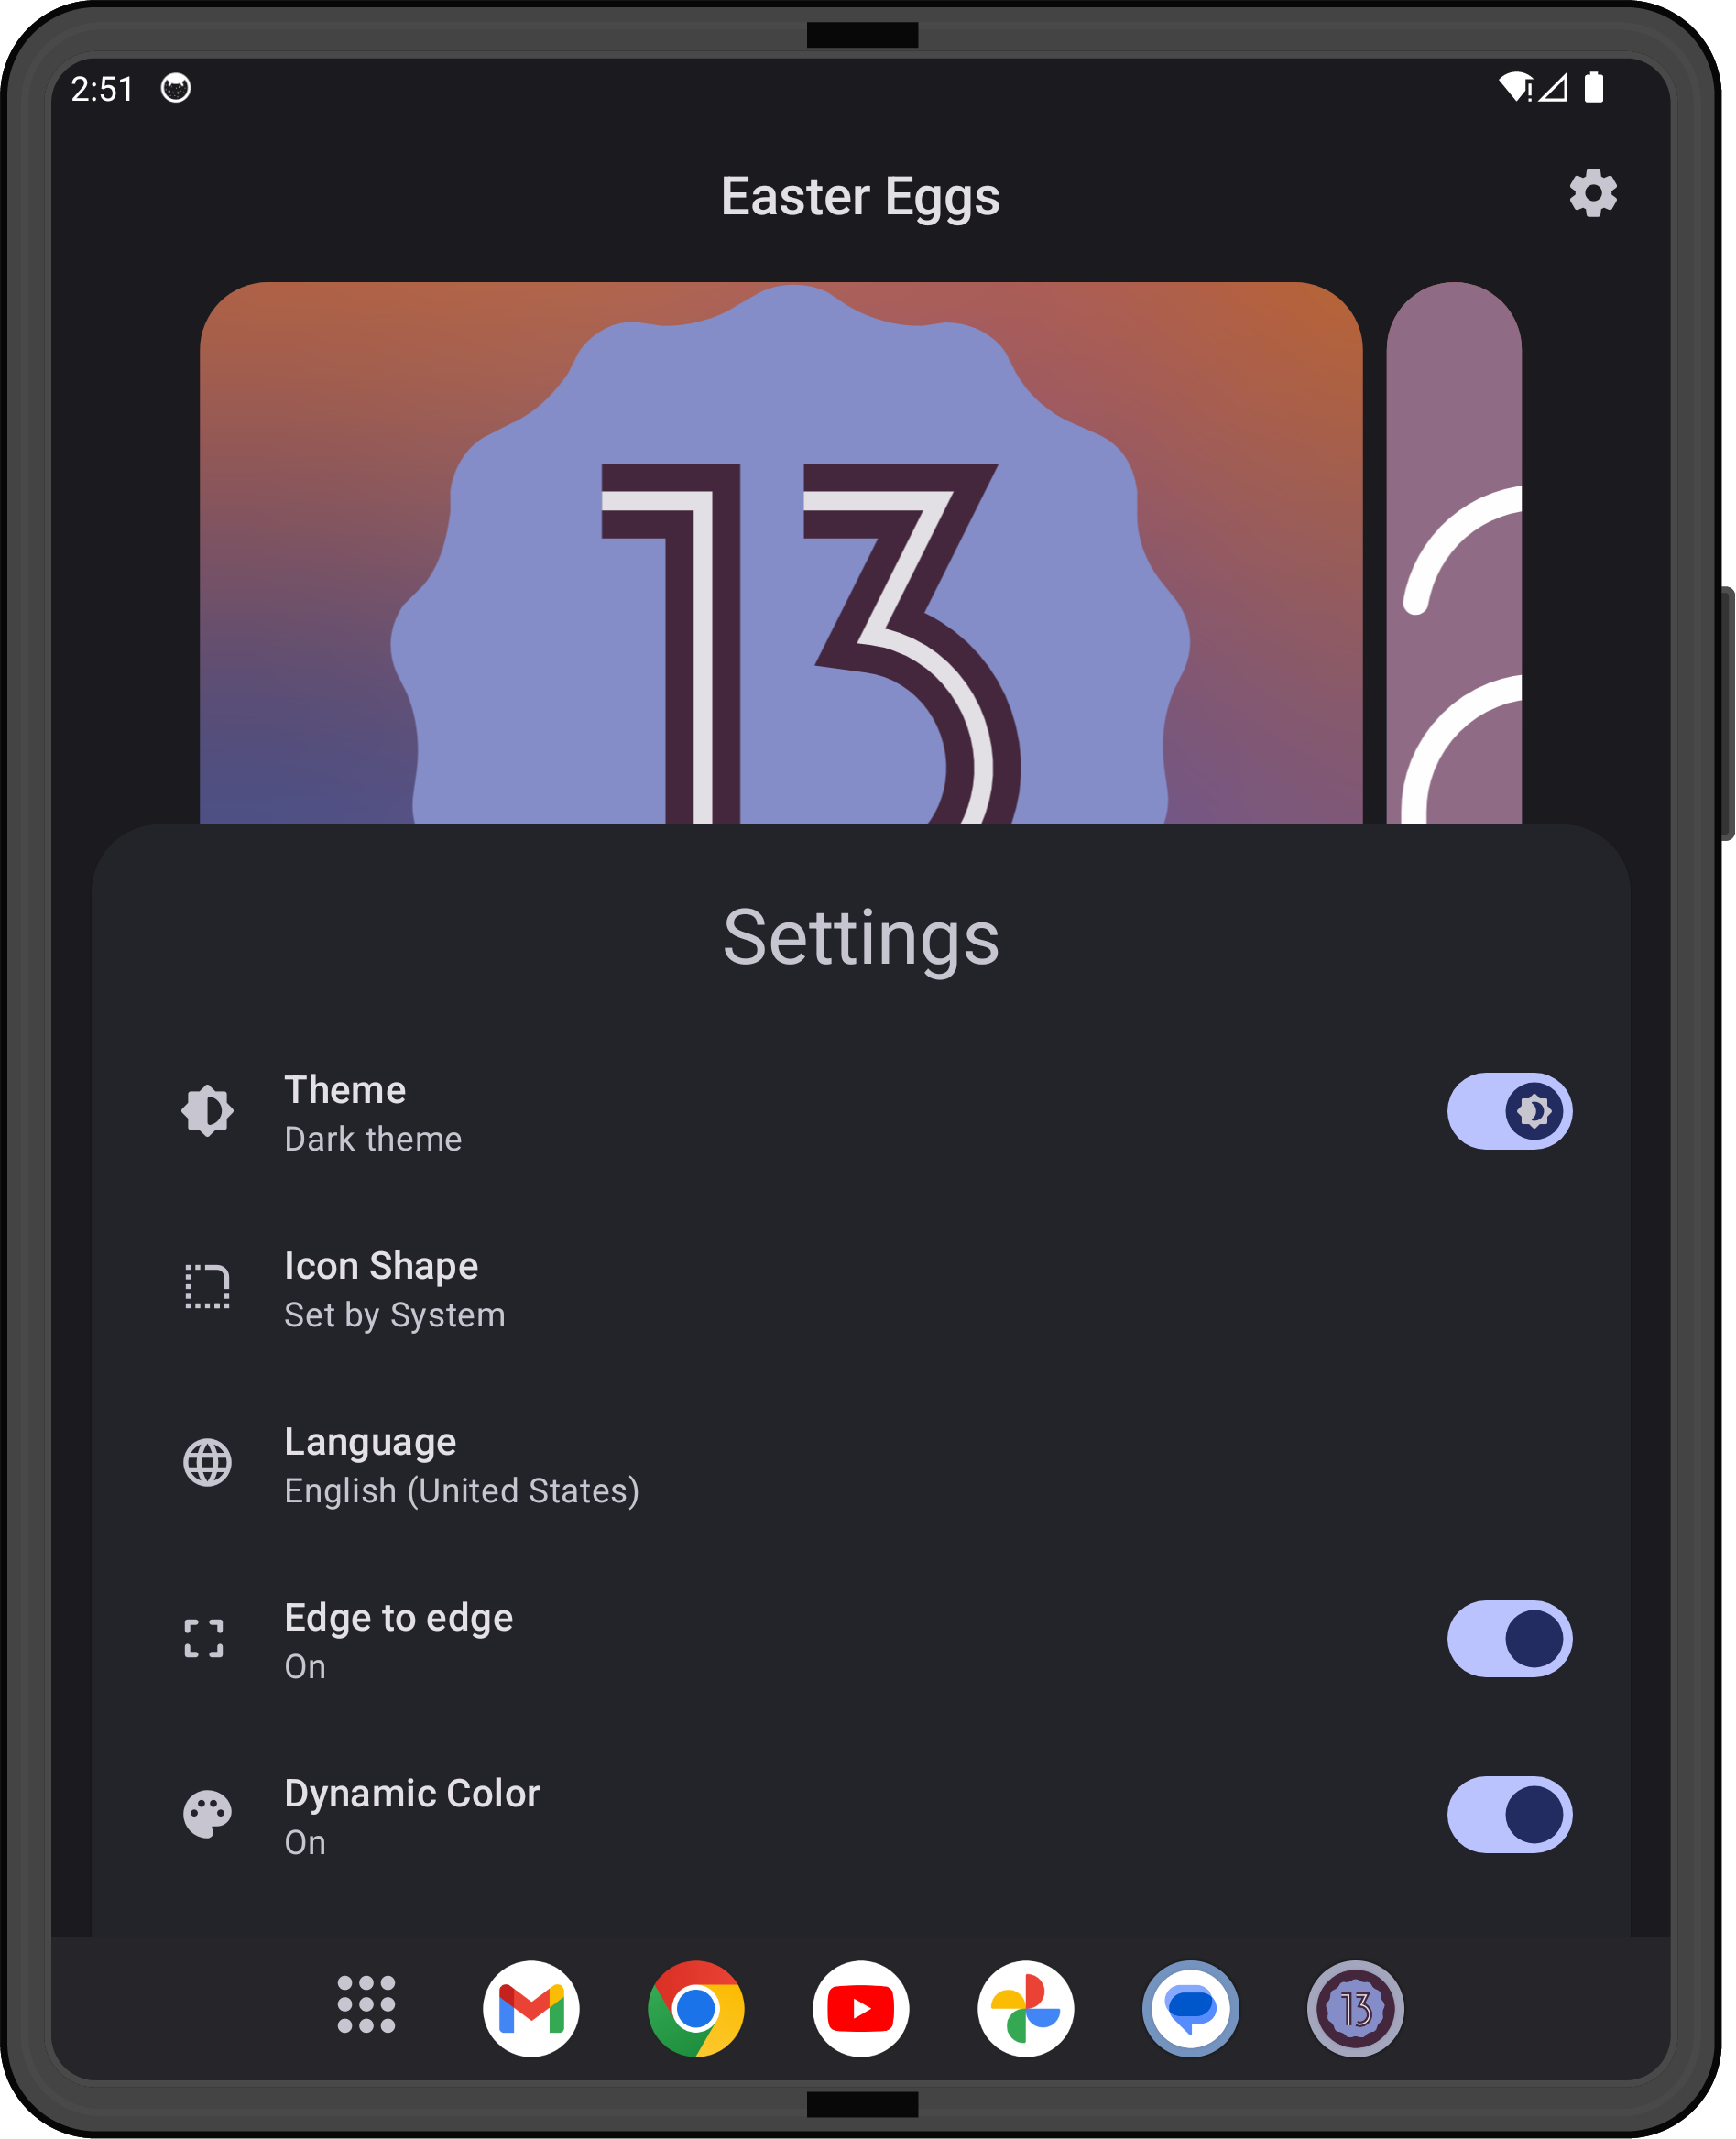 2:51
Easter Eggs
13
Settings
Theme
Dark theme
Icon Shape
Set by System
Language
English (United States)
Edge to edge
On
Dynamic Color
On
13